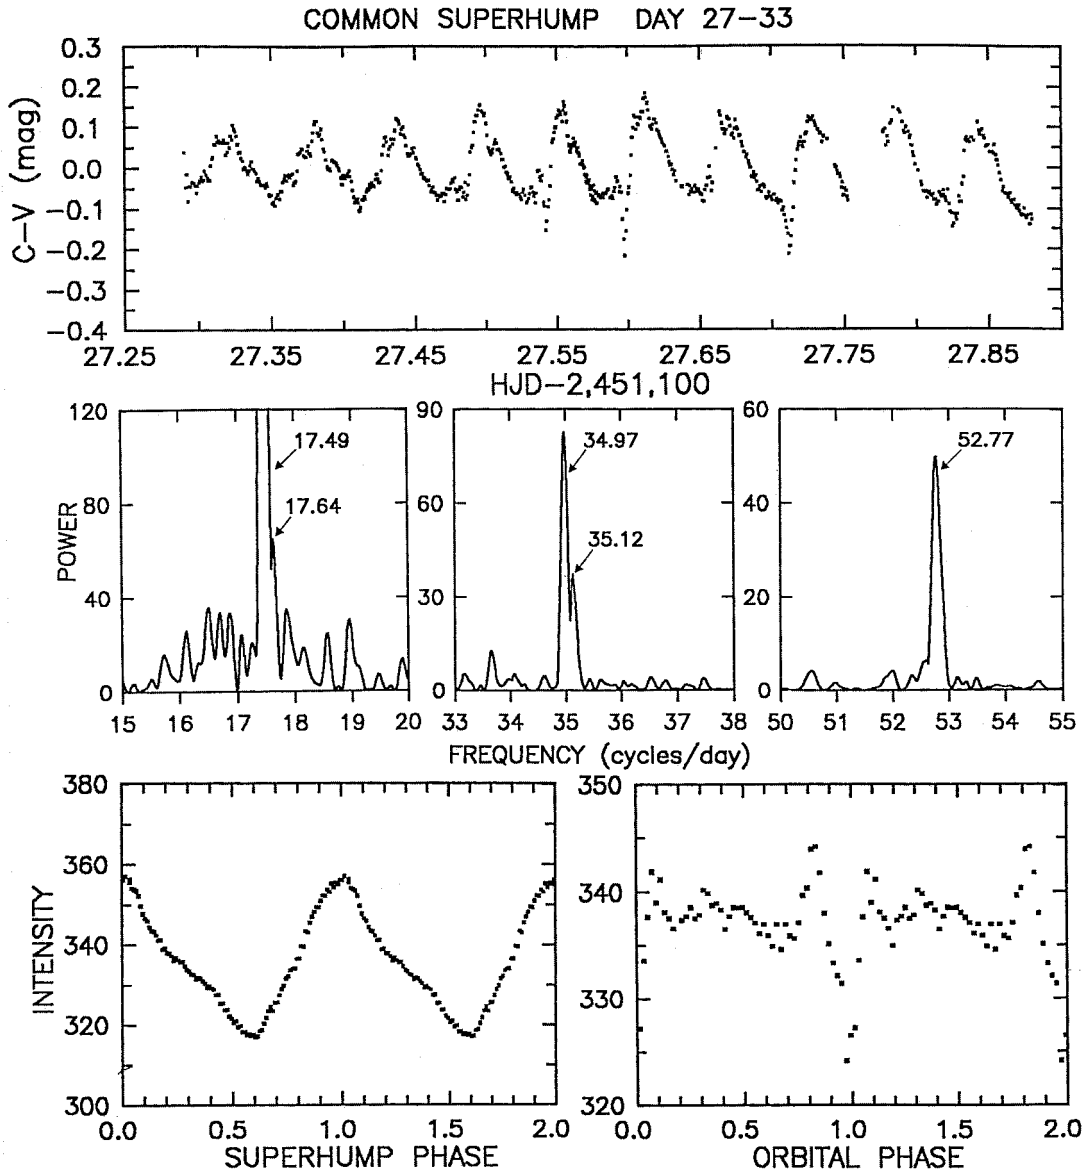 COMMON SUPERHUMP DAY 27-33
0.3
0.2
0.1
0.0
-0.1
-0.2
-0.3
-0.4
C-V (mag)
27.25 27.35 27.45 27.55 27.65 27.75 27.85
HJD-2,451,100
120
80
40
0
POWER
17.49
17.64
15 16 17 18 19 20
90
60
30
0
34.97
35.12
33 34 35 36 37 38
60
40
20
0
52.77
50 51 52 53 54 55
FREQUENCY (cycles/day)
380
360
340
320
300
INTENSITY
0.0 0.5 1.0 1.5 2.0
SUPERHUMP PHASE
350
340
330
320
0.0 0.5 1.0 1.5 2.0
ORBITAL PHASE